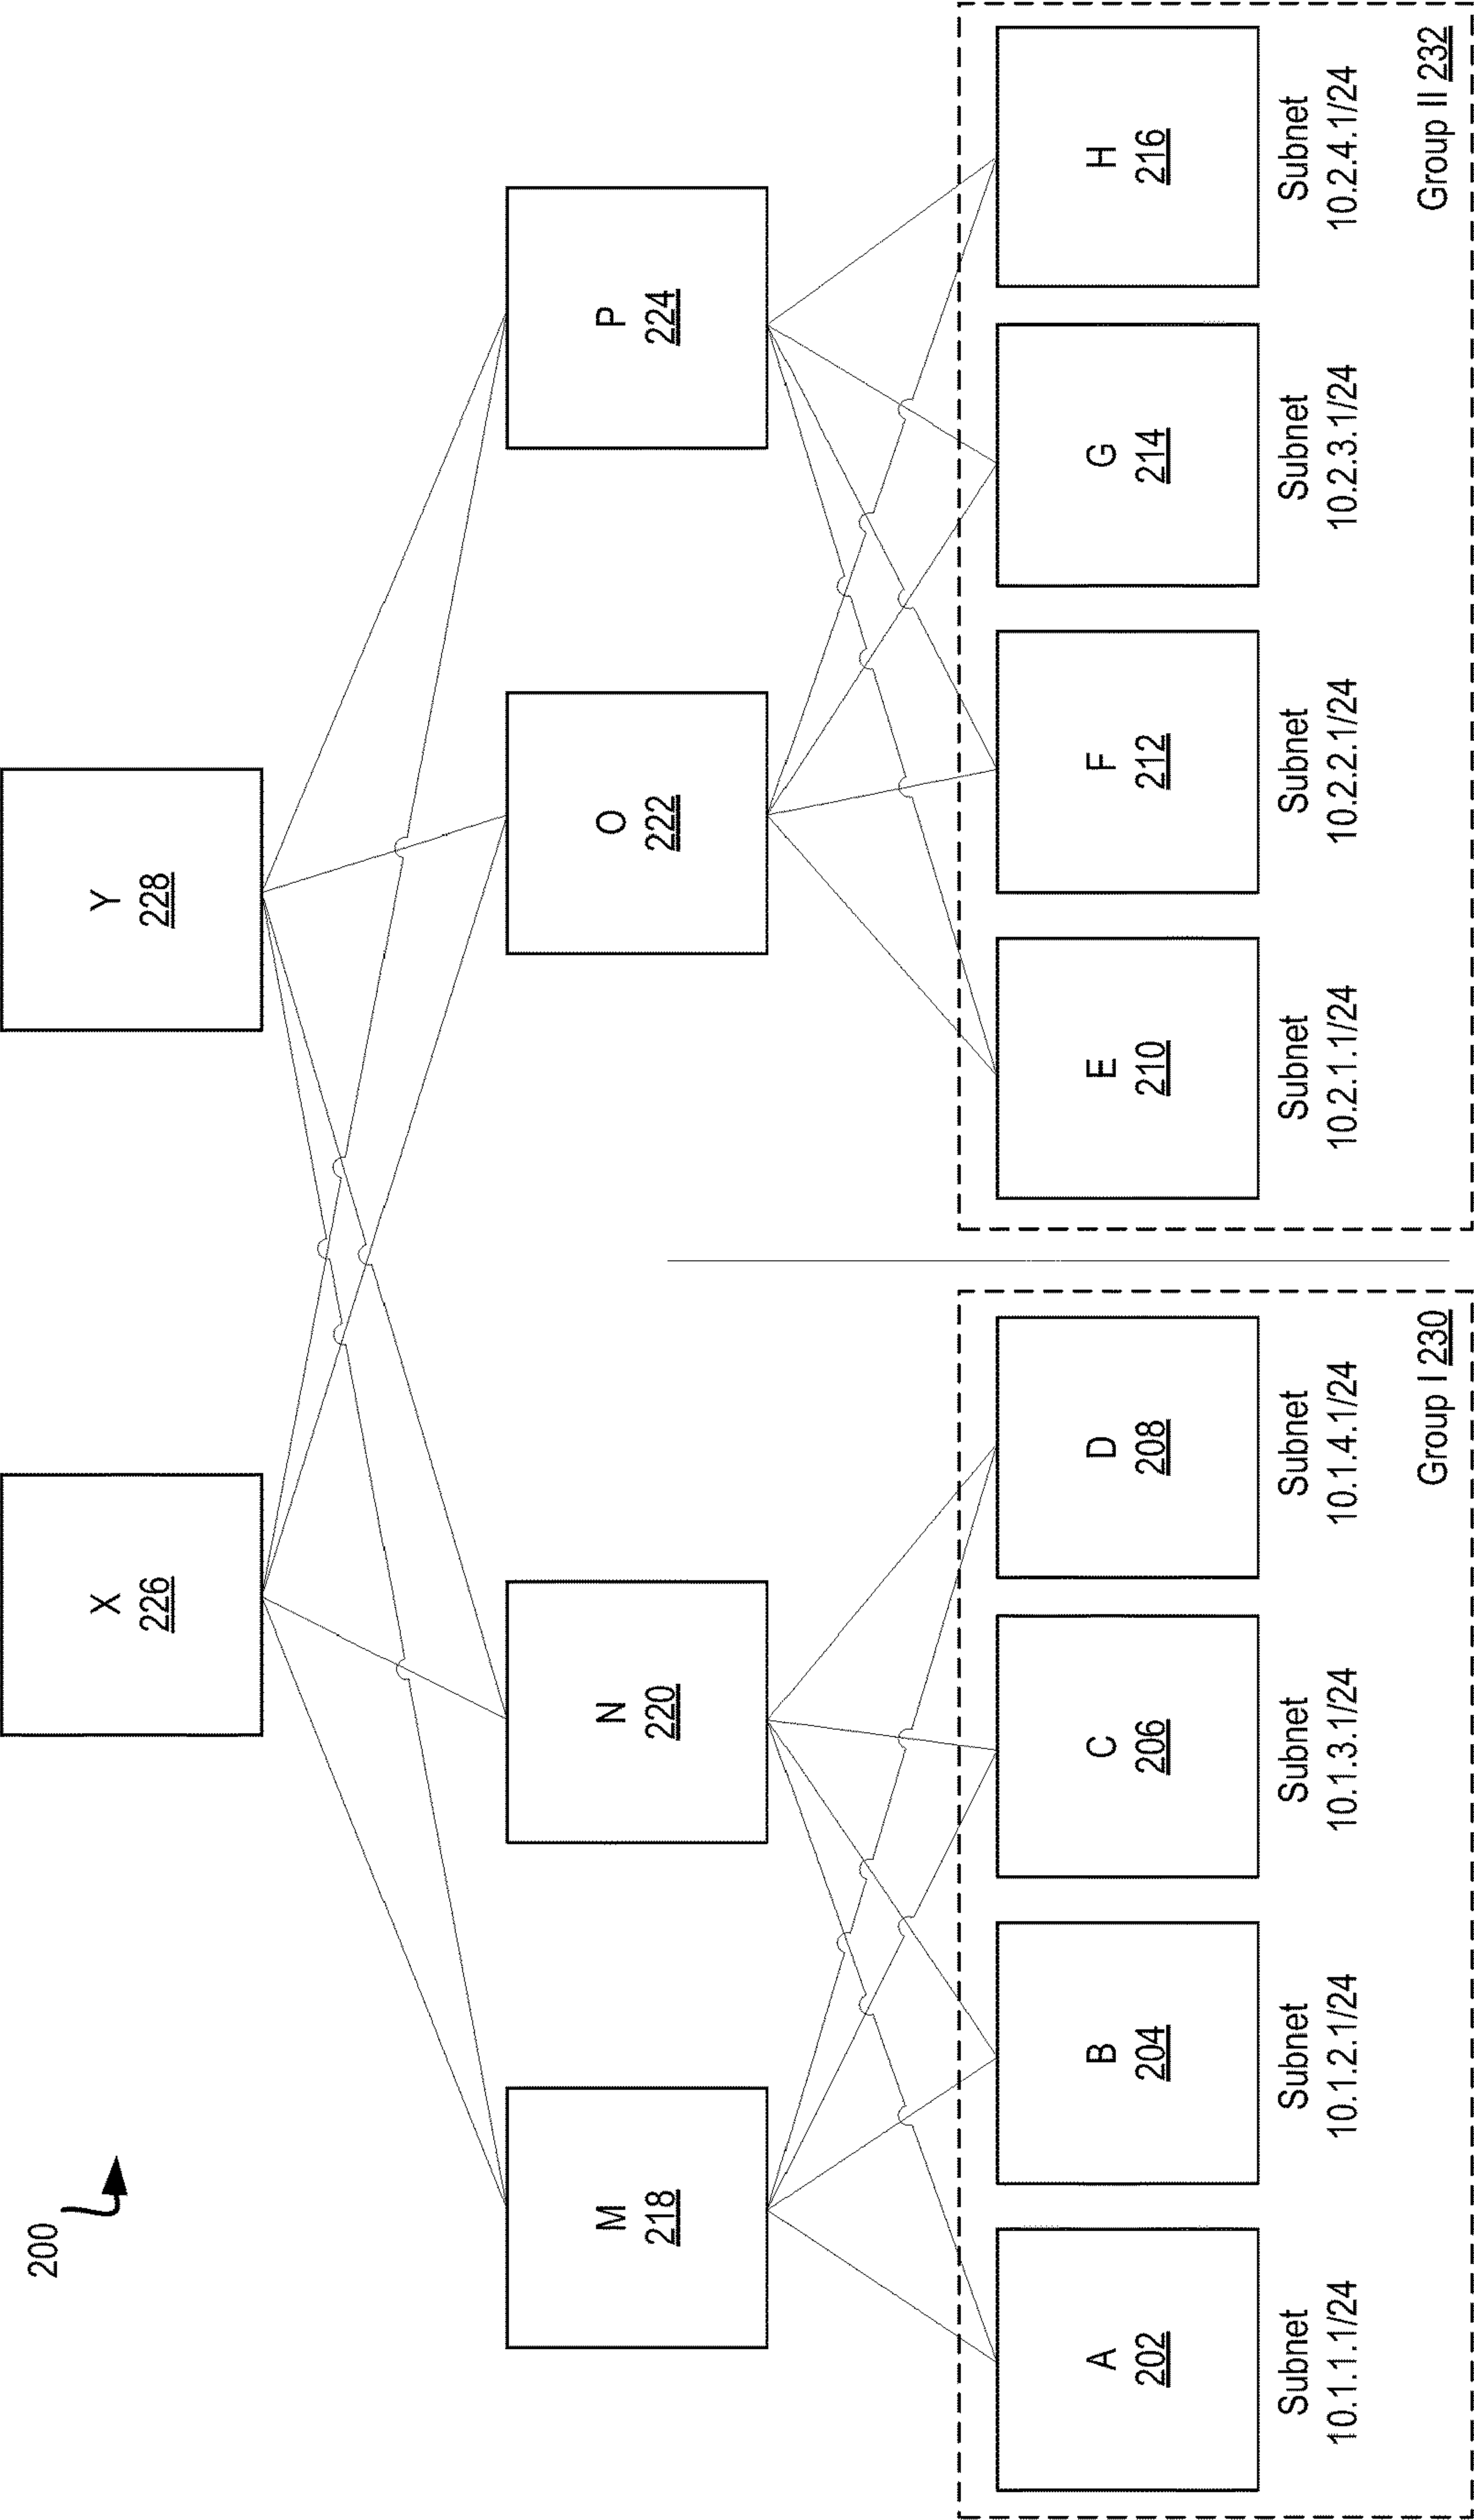 200
X
226
Y
228
M
218
N
220
O
222
P
224
A
202
B
204
C
206
D
208
E
210
F
212
G
214
H
216
Subnet
10.1.1.1/24
Subnet
10.1.2.1/24
Subnet
10.1.3.1/24
Subnet
10.1.4.1/24
Subnet
10.2.1.1/24
Subnet
10.2.2.1/24
Subnet
10.2.3.1/24
Subnet
10.2.4.1/24
Group I 230
Group II 232